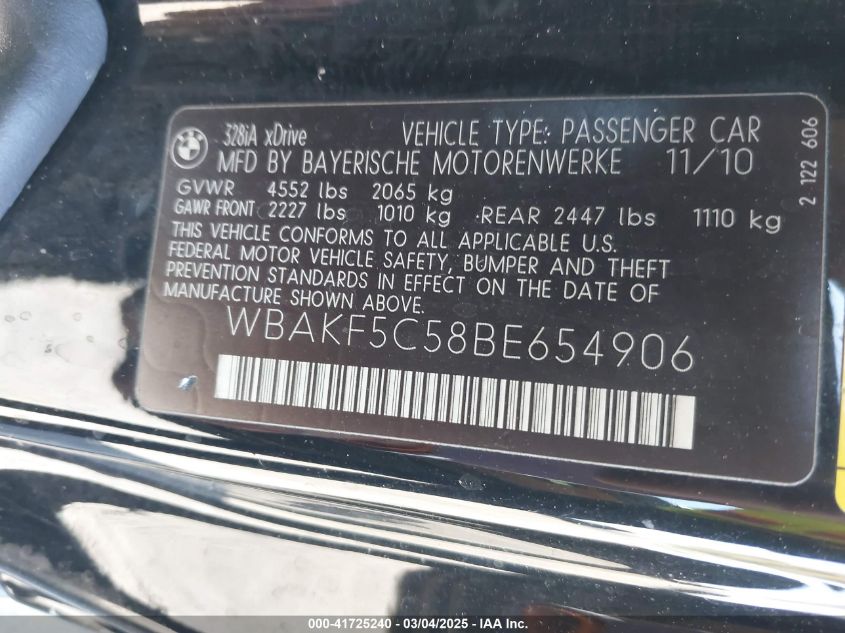 328iA xDrive VEHICLE TYPE: PASSENGER CAR
MFD BY BAYERISCHE MOTORENWERKE 11/10
GVWR 4552 lbs 2065 kg
GAWR FRONT 2227 lbs 1010 kg REAR 2447 lbs 1110 kg
THIS VEHICLE CONFORMS TO ALL APPLICABLE U.S.
FEDERAL MOTOR VEHICLE SAFETY, BUMPER AND THEFT
PREVENTION STANDARDS IN EFFECT ON THE DATE OF
MANUFACTURE SHOWN ABOVE.
WBAKF5C58BE654906
2 122 606
000-41725240 - 03/04/2025 - IAA Inc.